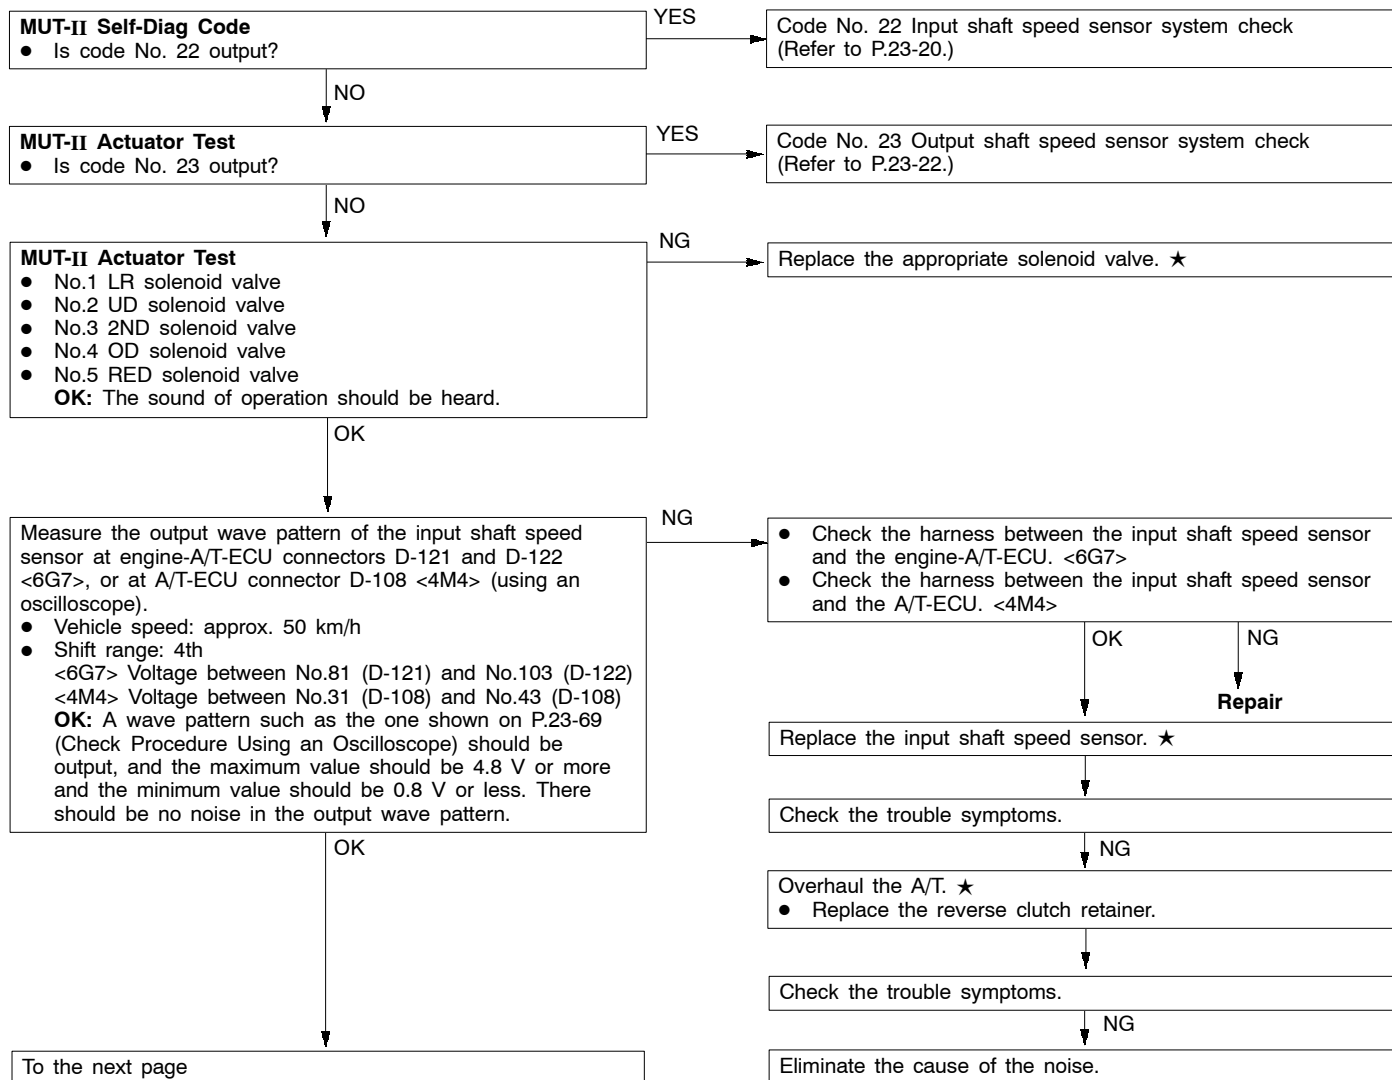 MUT-II Self-Diag Code
● Is code No. 22 output?
YES
Code No. 22 Input shaft speed sensor system check
(Refer to P.23-20.)
NO
MUT-II Actuator Test
● Is code No. 23 output?
YES
Code No. 23 Output shaft speed sensor system check
(Refer to P.23-22.)
NO
MUT-II Actuator Test
● No.1 LR solenoid valve
● No.2 UD solenoid valve
● No.3 2ND solenoid valve
● No.4 OD solenoid valve
● No.5 RED solenoid valve
OK: The sound of operation should be heard.
NG
Replace the appropriate solenoid valve. ★
OK
Measure the output wave pattern of the input shaft speed
sensor at engine-A/T-ECU connectors D-121 and D-122
<6G7>, or at A/T-ECU connector D-108 <4M4> (using an
oscilloscope).
● Vehicle speed: approx. 50 km/h
● Shift range: 4th
<6G7> Voltage between No.81 (D-121) and No.103 (D-122)
<4M4> Voltage between No.31 (D-108) and No.43 (D-108)
OK: A wave pattern such as the one shown on P.23-69
(Check Procedure Using an Oscilloscope) should be
output, and the maximum value should be 4.8 V or more
and the minimum value should be 0.8 V or less. There
should be no noise in the output wave pattern.
NG
● Check the harness between the input shaft speed sensor
and the engine-A/T-ECU. <6G7>
● Check the harness between the input shaft speed sensor
and the A/T-ECU. <4M4>
OK
NG
Repair
Replace the input shaft speed sensor. ★
Check the trouble symptoms.
NG
Overhaul the A/T. ★
● Replace the reverse clutch retainer.
Check the trouble symptoms.
NG
Eliminate the cause of the noise.
OK
To the next page